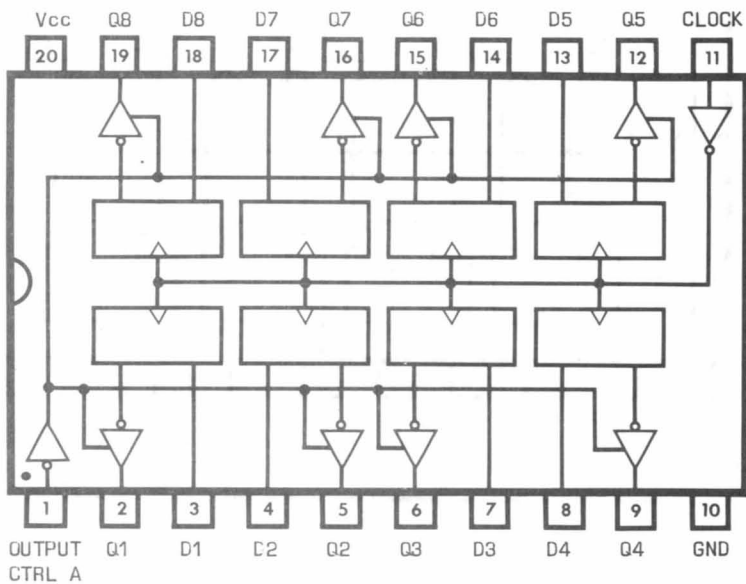 Vcc Q8 D8 D7 Q7 Q6 D6 D5 Q5 CLOCK
20 19 18 17 16 15 14 13 12 11
1 2 3 4 5 6 7 8 9 10
OUTPUT Q1 D1 D2 Q2 Q3 D3 D4 Q4 GND
CTRL A